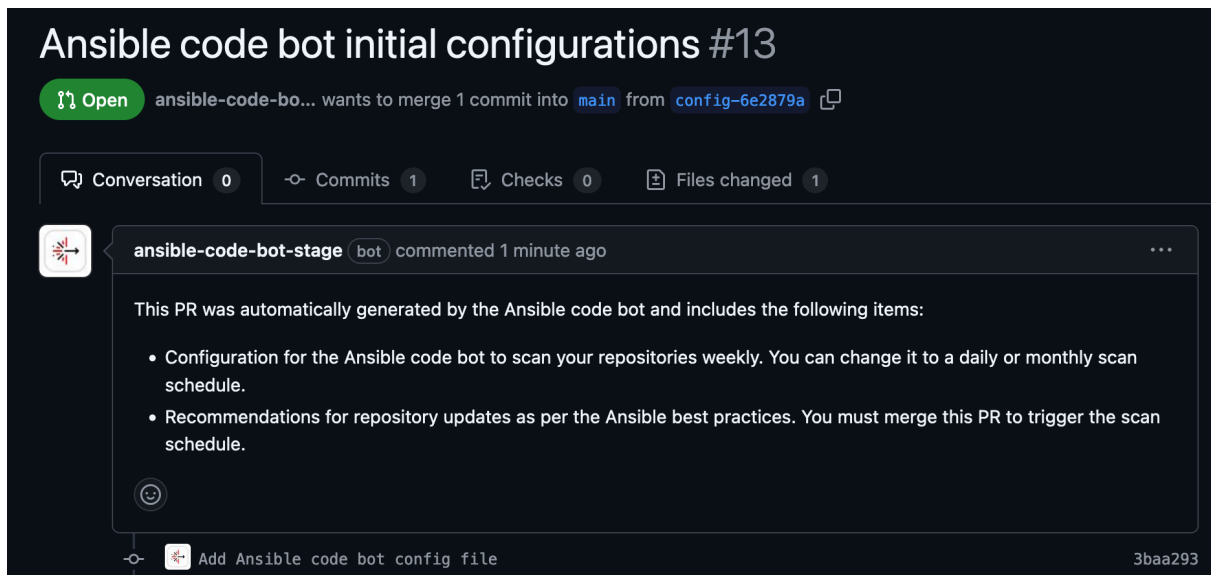 Ansible code bot initial configurations #13
Open ansible-code-bo... wants to merge 1 commit into main from config-6e2879a
Conversation 0 Commits 1 Checks 0 Files changed 1
ansible-code-bot-stage bot commented 1 minute ago
This PR was automatically generated by the Ansible code bot and includes the following items:
• Configuration for the Ansible code bot to scan your repositories weekly. You can change it to a daily or monthly scan
schedule.
• Recommendations for repository updates as per the Ansible best practices. You must merge this PR to trigger the scan
schedule.
Add Ansible code bot config file 3baa293